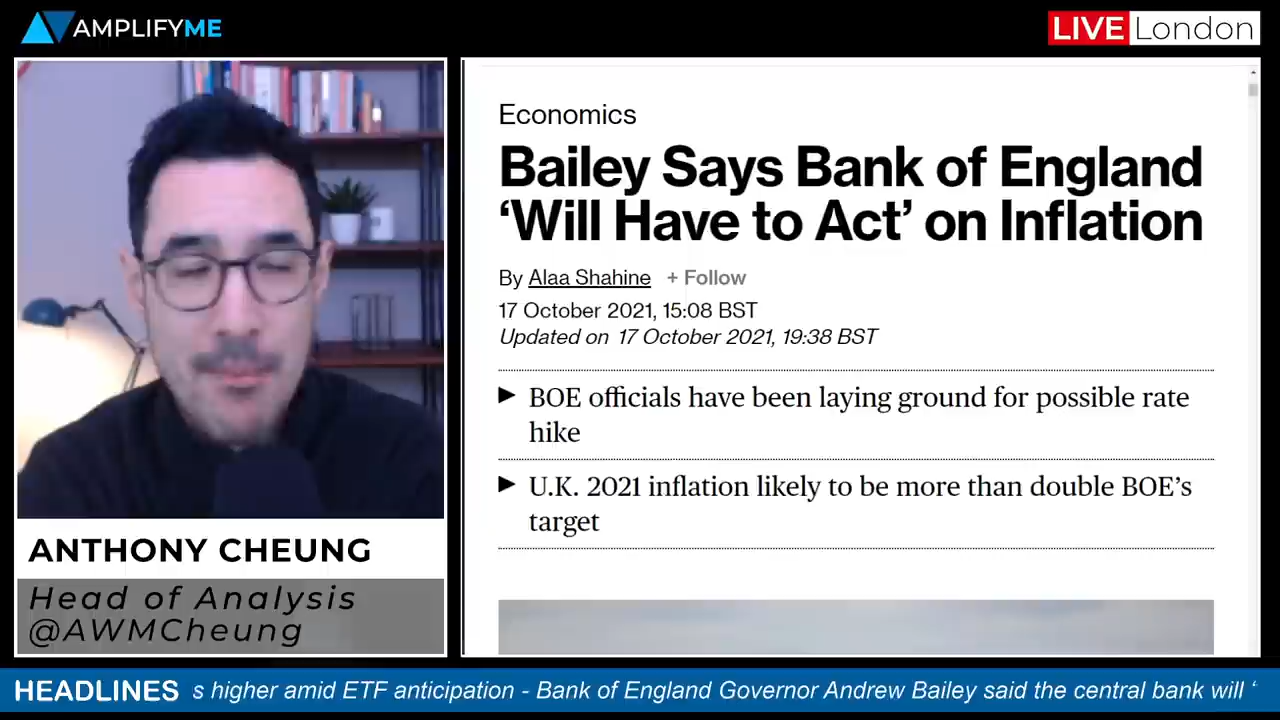 AMPLIFYME
LIVE London
Economics
Bailey Says Bank of England
‘Will Have to Act’ on Inflation
By Alaa Shahine + Follow
17 October 2021, 15:08 BST
Updated on 17 October 2021, 19:38 BST
BOE officials have been laying ground for possible rate
hike
U.K. 2021 inflation likely to be more than double BOE’s
target
ANTHONY CHEUNG
Head of Analysis
@AWMCheung
HEADLINES s higher amid ETF anticipation - Bank of England Governor Andrew Bailey said the central bank will ‘